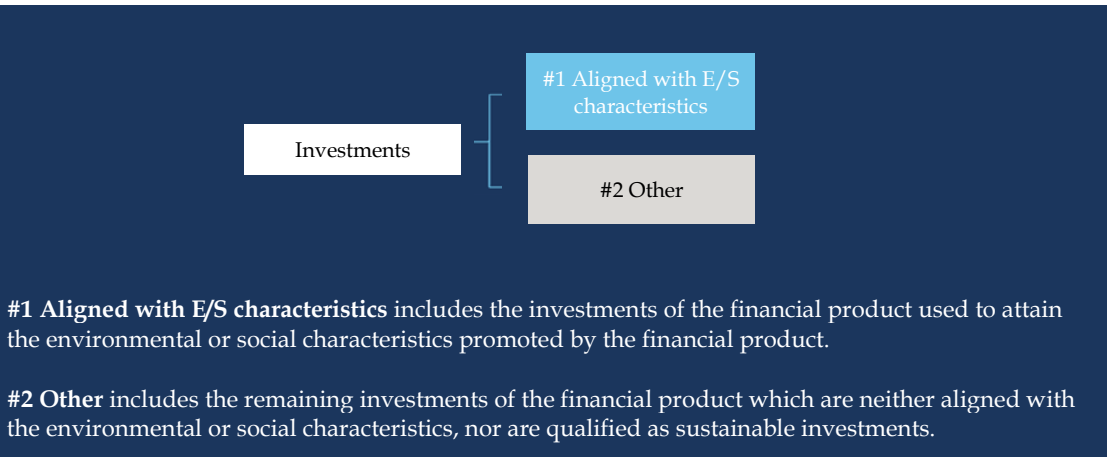 #1 Aligned with E/S
characteristics
Investments
#2 Other
#1 Aligned with E/S characteristics includes the investments of the financial product used to attain
the environmental or social characteristics promoted by the financial product.
#2 Other includes the remaining investments of the financial product which are neither aligned with
the environmental or social characteristics, nor are qualified as sustainable investments.